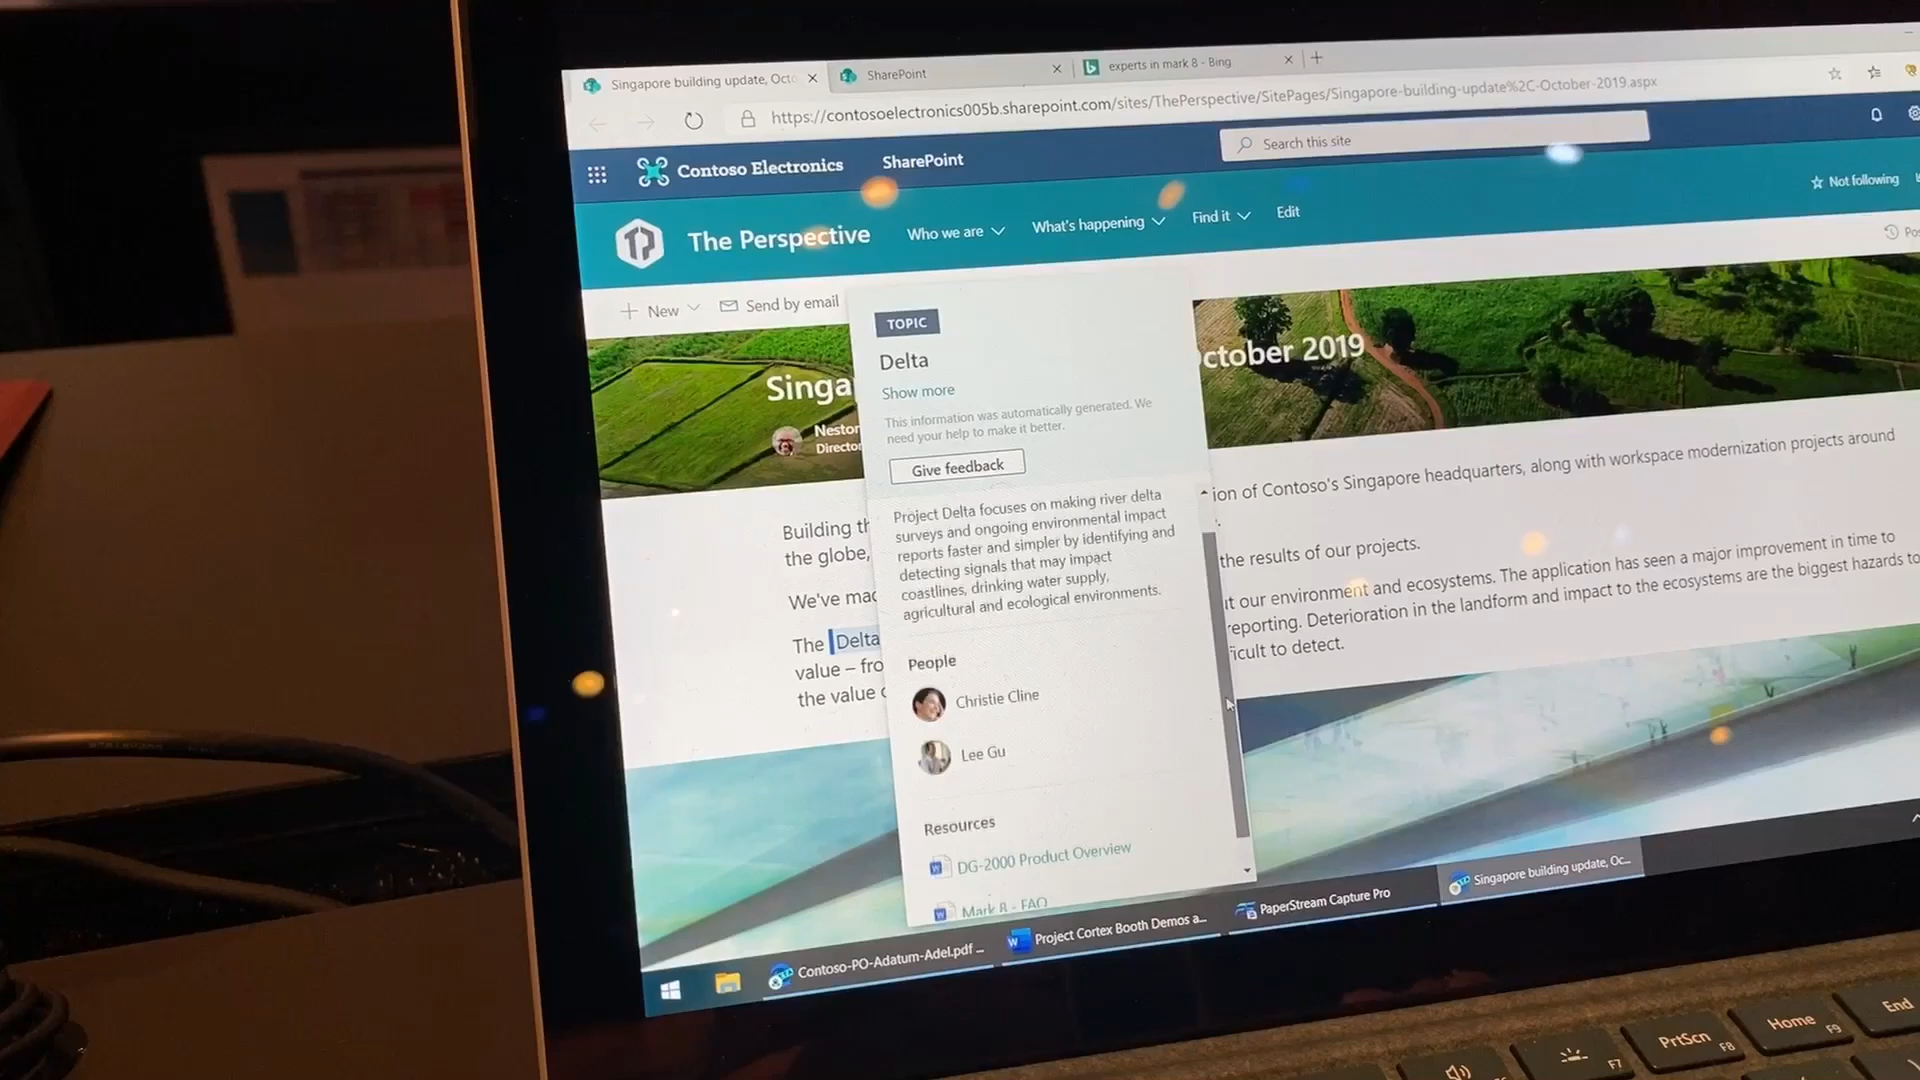 Singapore building update, Octo
SharePoint
experts in mark 8 - Bing
https://contosoelectronics005b.sharepoint.com/sites/ThePerspective/SitePages/Singapore-building-update%2C-October-2019.aspx
Contoso Electronics
SharePoint
Search this site
The Perspective
Who we are
What's happening
Find it
Edit
Not following
New
Send by email
Pos
Singa
ctober 2019
Nestor
Director
TOPIC
Delta
Show more
This information was automatically generated. We
need your help to make it better.
Give feedback
Project Delta focuses on making river delta
surveys and ongoing environmental impact
reports faster and simpler by identifying and
detecting signals that may impact
coastlines, drinking water supply,
agricultural and ecological environments.
People
Christie Cline
Lee Gu
Resources
DG-2000 Product Overview
Mark 8 - FAQ
Building th
ion of Contoso's Singapore headquarters, along with workspace modernization projects around
the globe,
We've mad
the results of our projects.
The Delta
it our environment and ecosystems. The application has seen a major improvement in time to
value – fro
reporting. Deterioration in the landform and impact to the ecosystems are the biggest hazards to
the value o
ficult to detect.
Contoso-PO-Adatum-Adel.pdf ...
Project Cortex Booth Demos a...
PaperStream Capture Pro
Singapore building update, Oc...
F7
PrtScn
F8
Home
F9
End